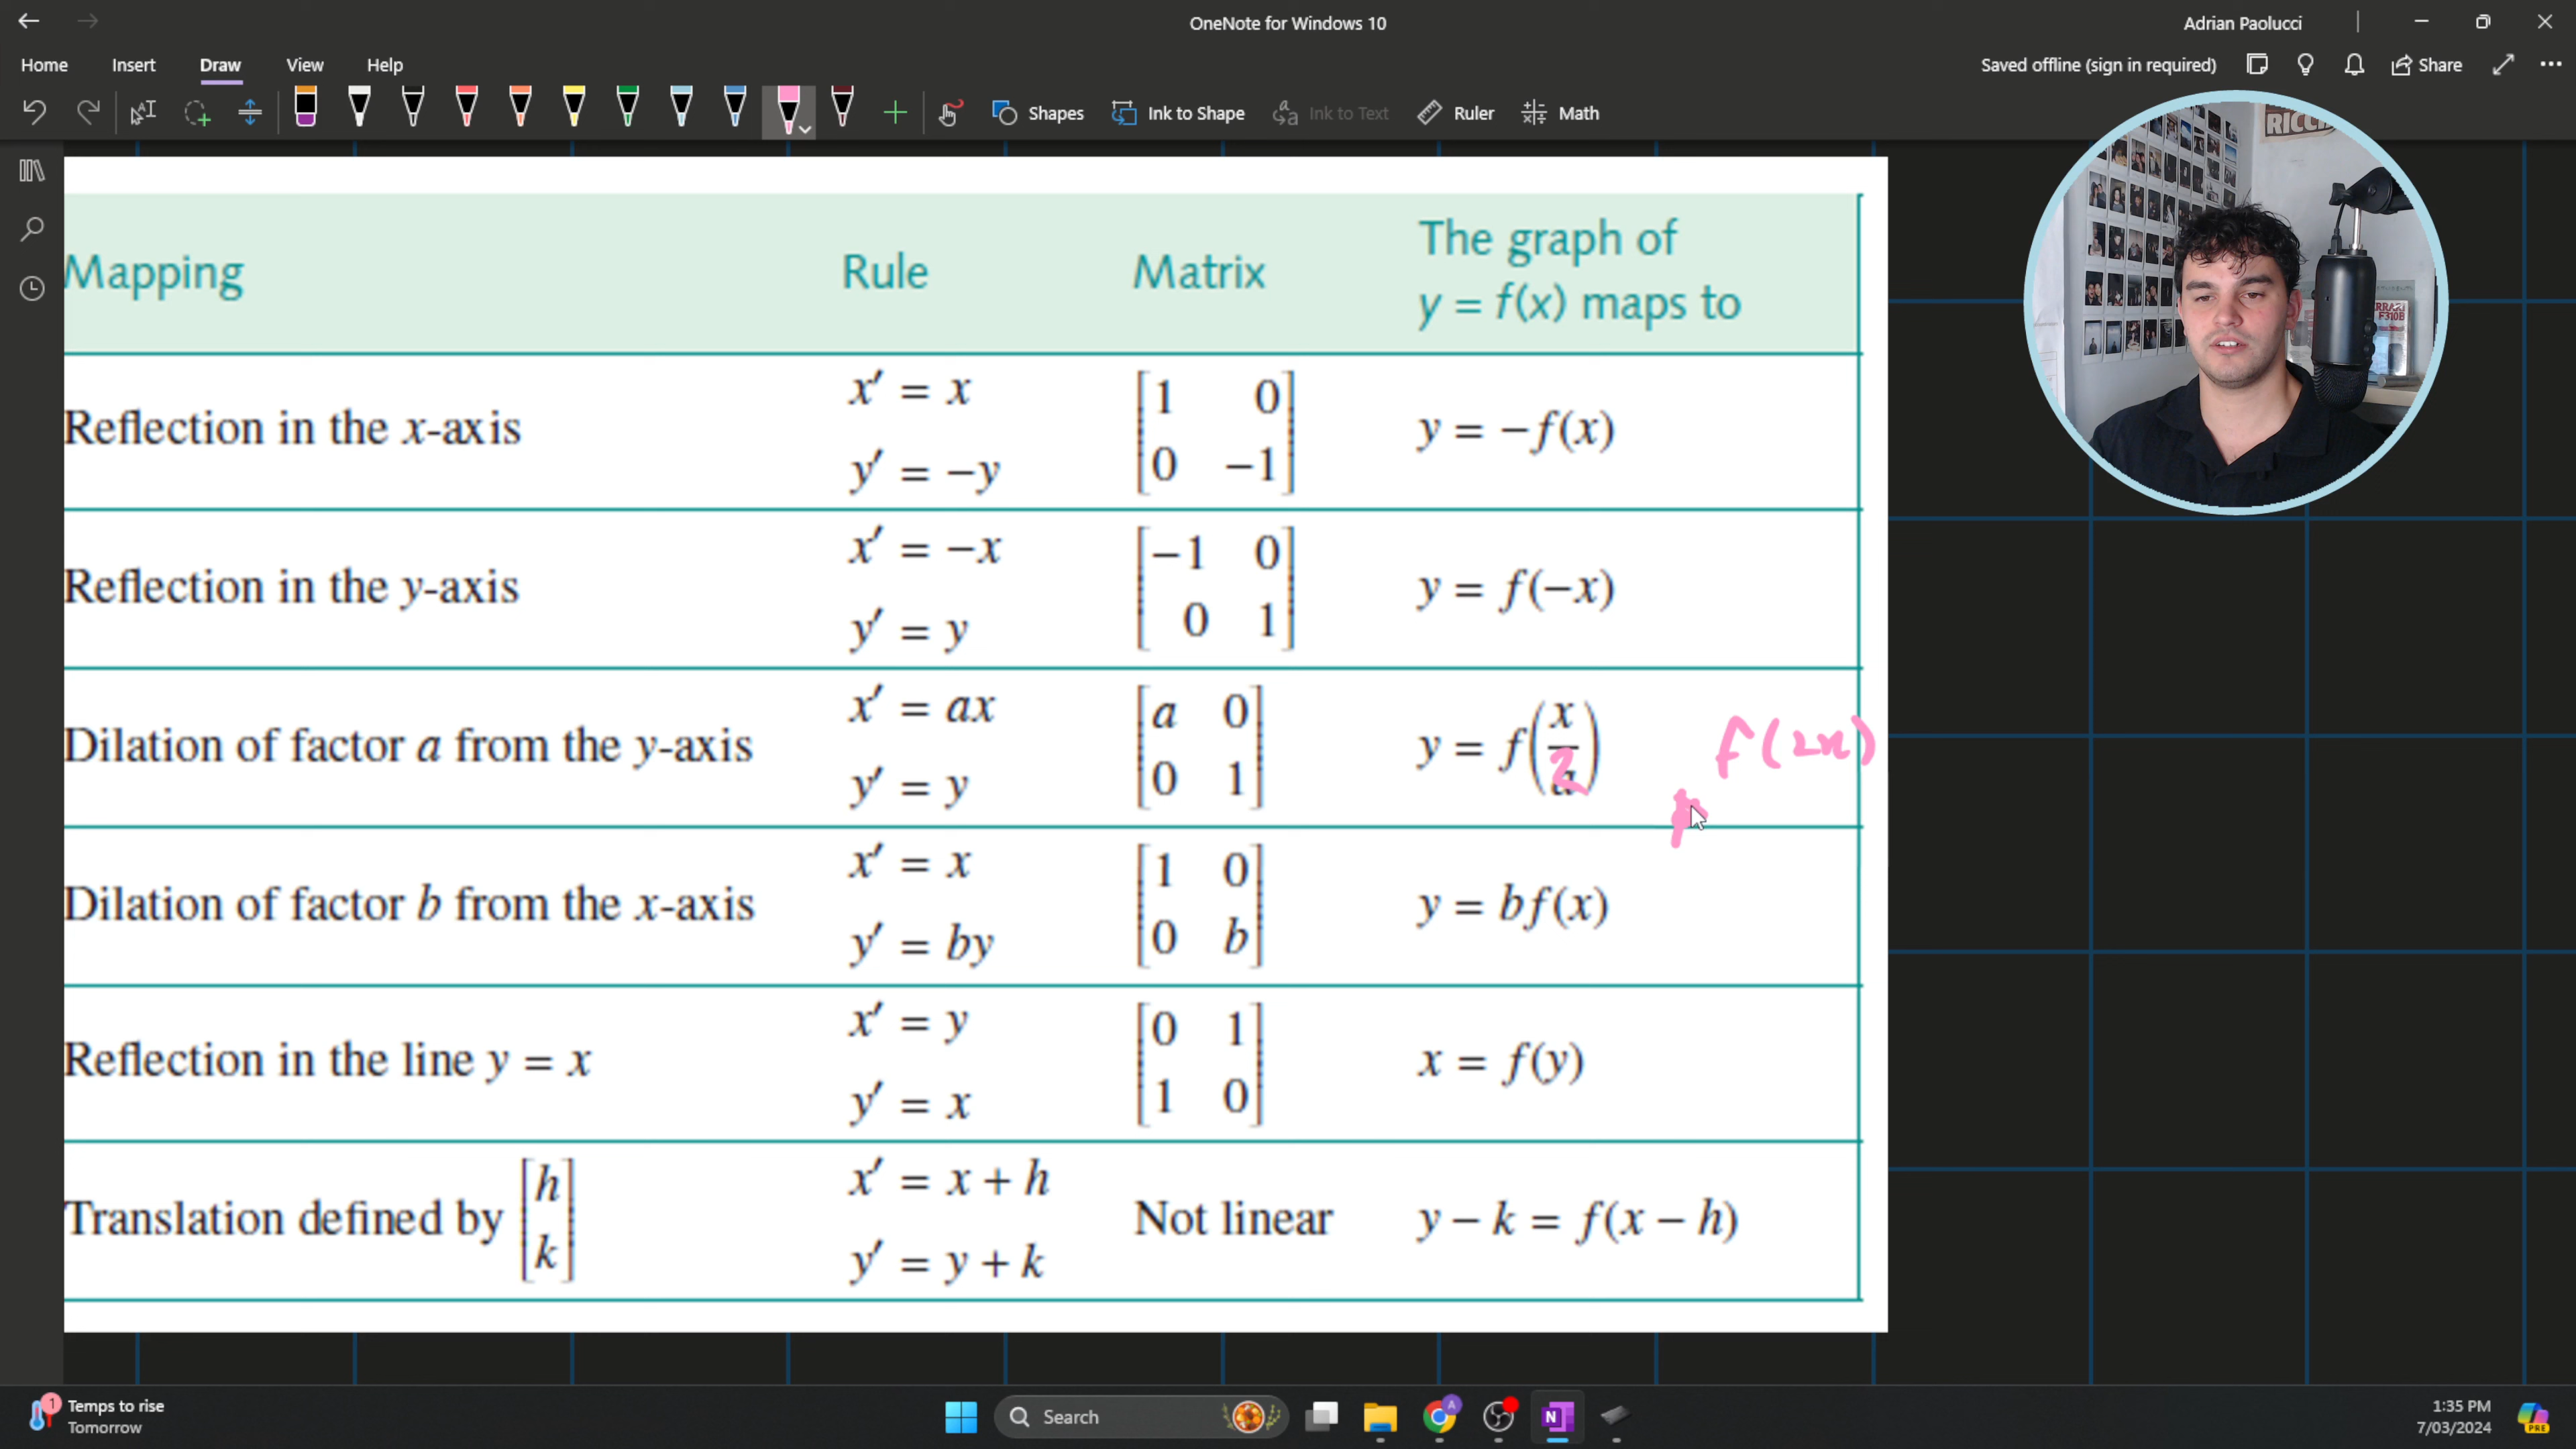 OneNote for Windows 10
Adrian Paolucci
Home Insert Draw View Help
Saved offline (sign in required) Share
Shapes Ink to Shape Ink to Text Ruler Math
RICCI
F310B
Mapping Rule Matrix The graph of
y = f(x) maps to
Reflection in the x-axis x′ = x y′ = −y [1 0 0 −1] y = −f(x)
Reflection in the y-axis x′ = −x y′ = y [−1 0 0 1] y = f(−x)
Dilation of factor a from the y-axis x′ = ax y′ = y [a 0 0 1] y = f(x/a) 2 f(2x)
Dilation of factor b from the x-axis x′ = x y′ = by [1 0 0 b] y = bf(x)
Reflection in the line y = x x′ = y y′ = x [0 1 1 0] x = f(y)
Translation defined by [h k] x′ = x + h y′ = y + k Not linear y − k = f(x − h)
1
Temps to rise
Tomorrow
Search
A
N
1:35 PM
7/03/2024
PRE